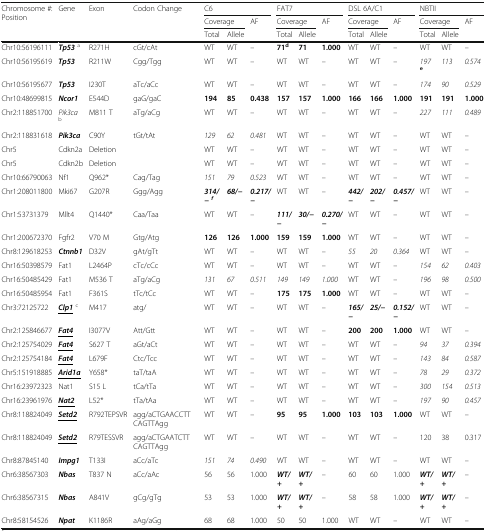 Chromosome #: Position Gene Exon Codon Change C6 FAT7 DSL 6A/C1 NBTII
Coverage AF Coverage AF Coverage AF Coverage AF
Total Allele Total Allele Total Allele Total Allele
Chr10:56196111 Tp53 a R271H cGt/cAt WT WT – 71d 71 1.000 WT WT – WT WT –
Chr10:56195619 Tp53 R211W Cgg/Tgg WT WT – WT WT – WT WT – 197 e 113 0.574
Chr10:56195677 Tp53 I230T aTc/aCc WT WT – WT WT – WT WT – 174 90 0.529
Chr10:48699815 Ncor1 E544D gaG/gaC 194 85 0.438 157 157 1.000 166 166 1.000 191 191 1.000
Chr2:118851700 Pik3ca b M811 T aTg/aCg WT WT – WT WT – WT WT – 227 111 0.489
Chr2:118831618 Pik3ca C90Y tGt/tAt 129 62 0.481 WT WT – WT WT – WT WT –
Chr5 Cdkn2a Deletion WT WT – WT WT – WT WT – WT WT –
Chr5 Cdkn2b Deletion WT WT – WT WT – WT WT – WT WT –
Chr10:66790063 Nf1 Q962* Cag/Tag 151 79 0.523 WT WT – WT WT – WT WT –
Chr1:208011800 Mki67 G207R Ggg/Agg 314/– f 68/– 0.217/– WT WT – 442/– 202/– 0.457/– WT WT –
Chr1:53731379 Mllt4 Q1440* Caa/Taa WT WT – 111/– 30/– 0.270/– WT WT – WT WT –
Chr1:200672370 Fgfr2 V70 M Gtg/Atg 126 126 1.000 159 159 1.000 WT WT – WT WT –
Chr8:129618253 Ctnnb1 D32V gAt/gTt WT WT – WT WT – 55 20 0.364 WT WT –
Chr16:50398579 Fat1 L2464P cTc/cCc WT WT – WT WT – WT WT – 154 62 0.403
Chr16:50485429 Fat1 M536 T aTg/aCg 131 67 0.511 149 149 1.000 WT WT – 196 98 0.500
Chr16:50485954 Fat1 F361S tTc/tCc WT WT – 175 175 1.000 WT WT – WT WT –
Chr3:72125722 Clp1 c M417 atg/ WT WT – WT WT – 165/– 25/– 0.152/– WT WT –
Chr2:125846677 Fat4 I3077V Att/Gtt WT WT – WT WT – 200 200 1.000 WT WT –
Chr2:125754029 Fat4 S627 T aGt/aCt WT WT – WT WT – WT WT – 94 37 0.394
Chr2:125754184 Fat4 L679F Ctc/Tcc WT WT – WT WT – WT WT – 143 84 0.587
Chr5:151918885 Arid1a Y658* taT/taA WT WT – WT WT – WT WT – 78 29 0.372
Chr16:23972323 Nat1 S15 L tCa/tTa WT WT – WT WT – WT WT – 300 154 0.513
Chr16:23961976 Nat2 L52* tTa/tAa WT WT – WT WT – WT WT – 197 90 0.457
Chr8:118824049 Setd2 R792TEPSVR agg/aCTGAACCTT CAGTTAgg WT WT – 95 95 1.000 103 103 1.000 WT WT –
Chr8:118824049 Setd2 R79TESSVR agg/aCTGAATCTT CAGTTAgg WT WT – WT WT – WT WT – 120 38 0.317
Chr8:87845140 Impg1 T133I aCc/aTc 151 74 0.490 WT WT – WT WT – WT WT –
Chr6:38567303 Nbas T837 N aCc/aAc 56 56 1.000 WT/+ WT/+ – 60 60 1.000 WT/+ WT/+ –
Chr6:38567315 Nbas A841V gCg/gTg 53 53 1.000 WT/+ WT/+ – 58 58 1.000 WT/+ WT/+ –
Chr8:58154526 Npat K1186R aAg/aGg 68 68 1.000 50 50 1.000 WT WT – WT WT –